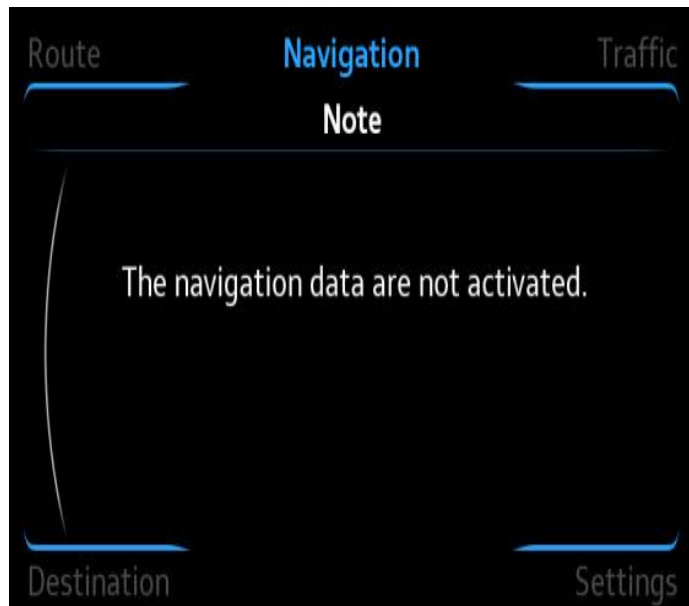 Route
Navigation
Traffic
Note
The navigation data are not activated.
Destination
Settings